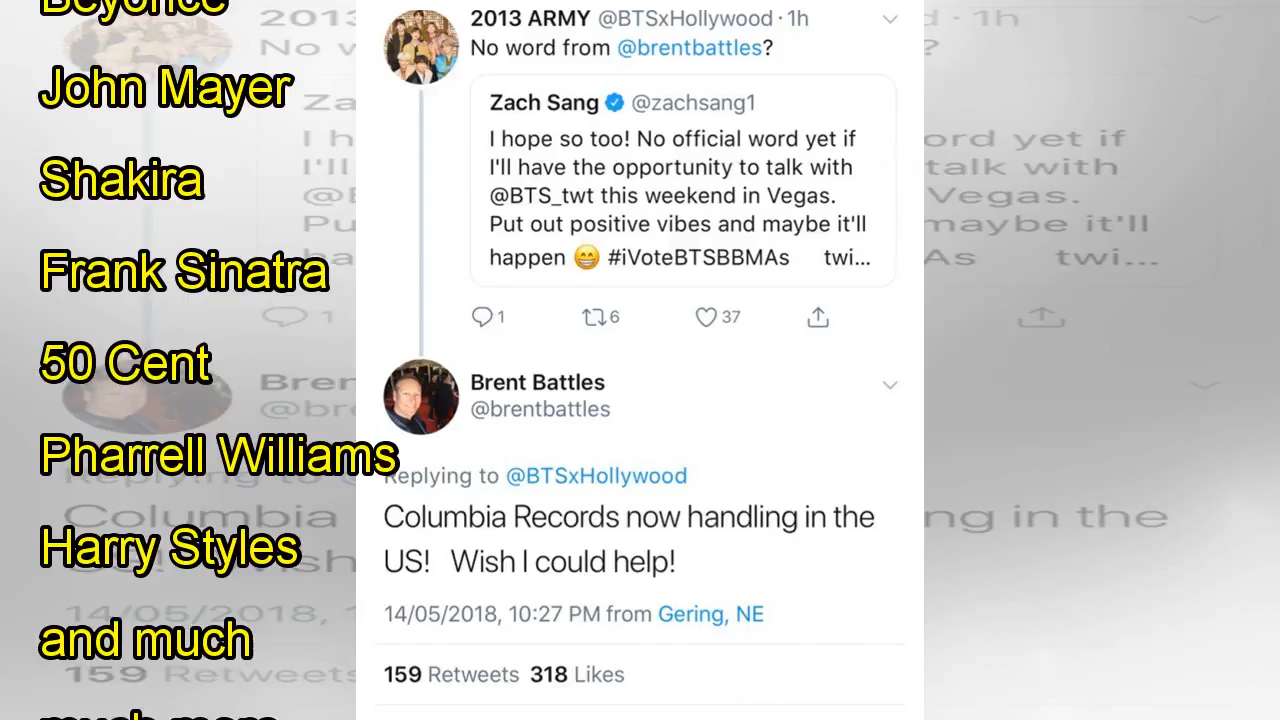 Beyoncé
John Mayer
Shakira
Frank Sinatra
50 Cent
Pharrell Williams
Harry Styles
and much
much more
2013 ARMY @BTSxHollywood · 1h
No word from @brentbattles?
Zach Sang @zachsang1
I hope so too! No official word yet if
I'll have the opportunity to talk with
@BTS_twt this weekend in Vegas.
Put out positive vibes and maybe it'll
happen 😁 #iVoteBTSBBMAs twi...
1 6 37
Brent Battles
@brentbattles
Replying to @BTSxHollywood
Columbia Records now handling in the
US! Wish I could help!
14/05/2018, 10:27 PM from Gering, NE
159 Retweets 318 Likes